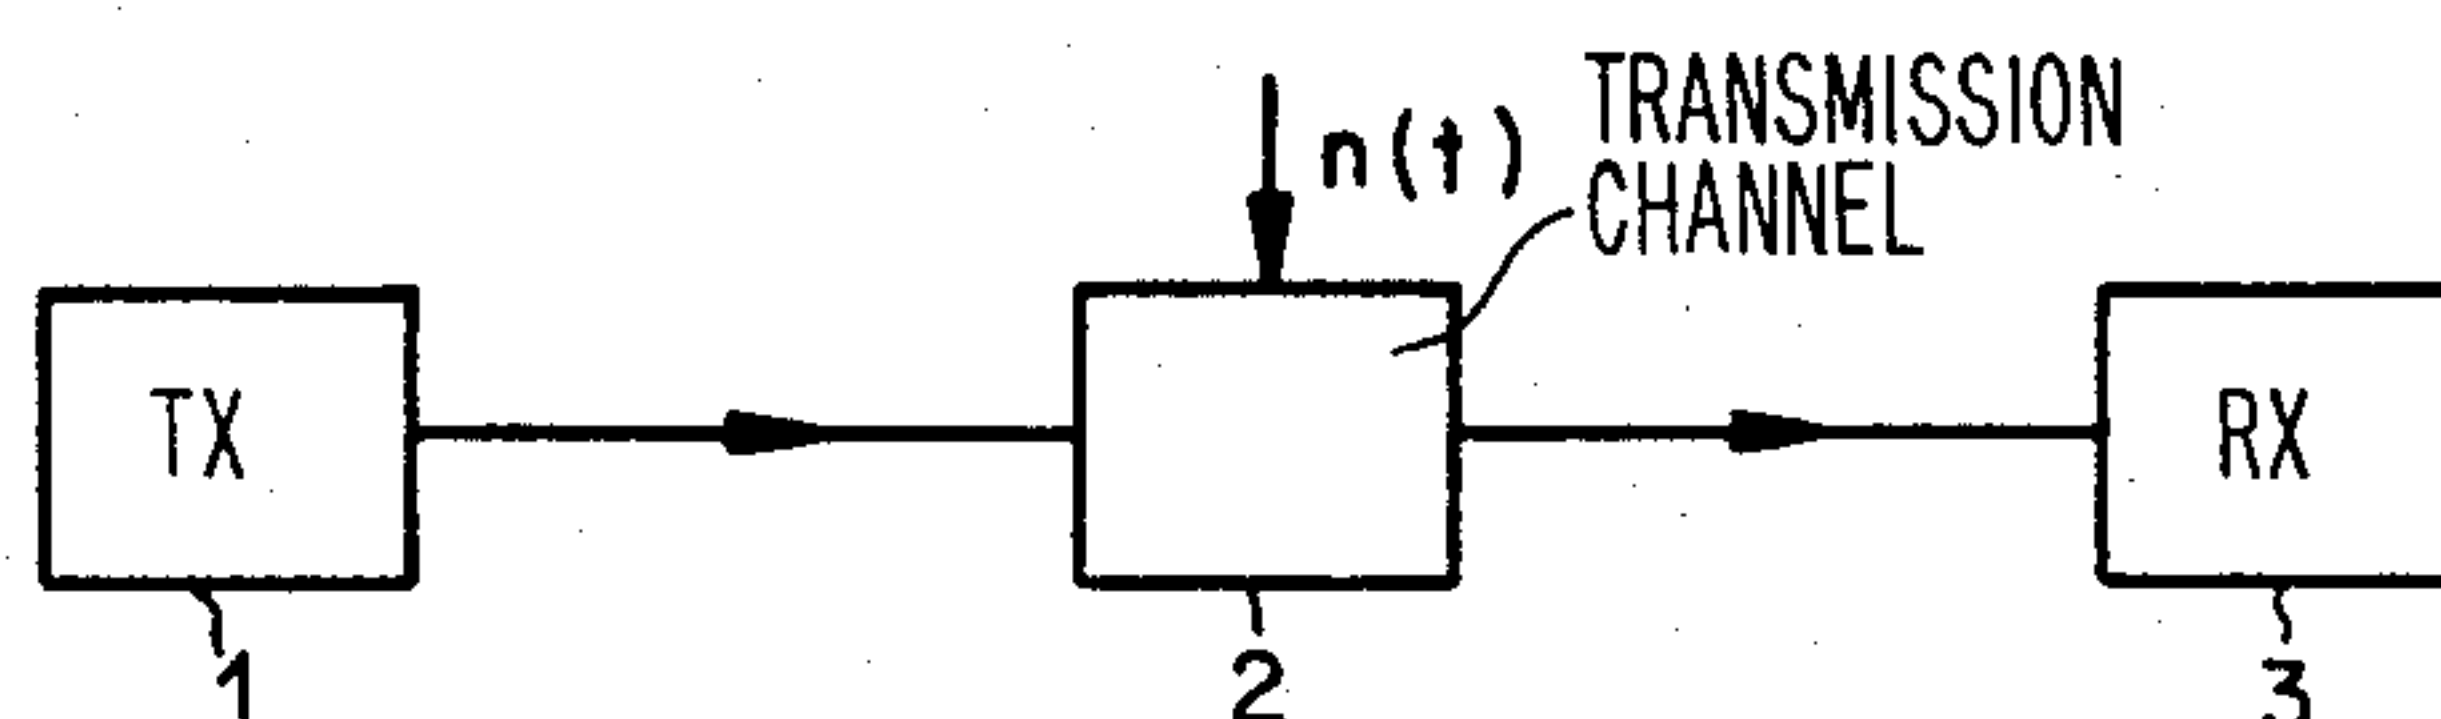 TRANSMISSION
CHANNEL
n(t)
TX
RX
1
2
3